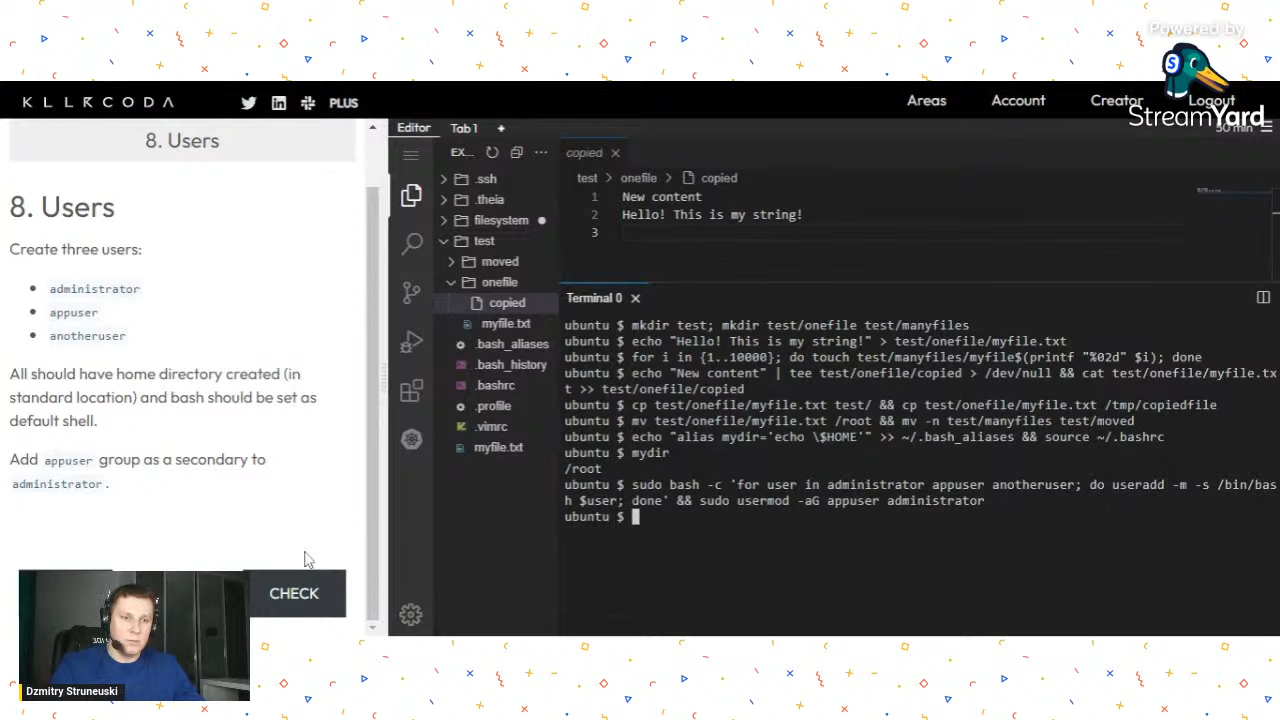 Powered by
StreamYard
KLLRCODA
PLUS
Areas
Account
Creator
Logout
50 min
8. Users
8. Users
Create three users:
administrator
appuser
anotheruser
All should have home directory created (in
standard location) and bash should be set as
default shell.
Add appuser group as a secondary to
administrator.
CHECK
Dzmitry Struneuski
Editor
Tab 1 +
EX...
.ssh
.theia
filesystem
test
moved
onefile
copied
myfile.txt
.bash_aliases
.bash_history
.bashrc
.profile
.vimrc
myfile.txt
copied
test > onefile > copied
1 New content
2 Hello! This is my string!
3
Terminal 0
ubuntu $ mkdir test; mkdir test/onefile test/manyfiles
ubuntu $ echo "Hello! This is my string!" > test/onefile/myfile.txt
ubuntu $ for i in {1..10000}; do touch test/manyfiles/myfile$(printf "%02d" $i); done
ubuntu $ echo "New content" | tee test/onefile/copied > /dev/null && cat test/onefile/myfile.tx
t >> test/onefile/copied
ubuntu $ cp test/onefile/myfile.txt test/ && cp test/onefile/myfile.txt /tmp/copiedfile
ubuntu $ mv test/onefile/myfile.txt /root && mv -n test/manyfiles test/moved
ubuntu $ echo "alias mydir='echo \$HOME'" >> ~/.bash_aliases && source ~/.bashrc
ubuntu $ mydir
/root
ubuntu $ sudo bash -c 'for user in administrator appuser anotheruser; do useradd -m -s /bin/bas
h $user; done' && sudo usermod -aG appuser administrator
ubuntu $